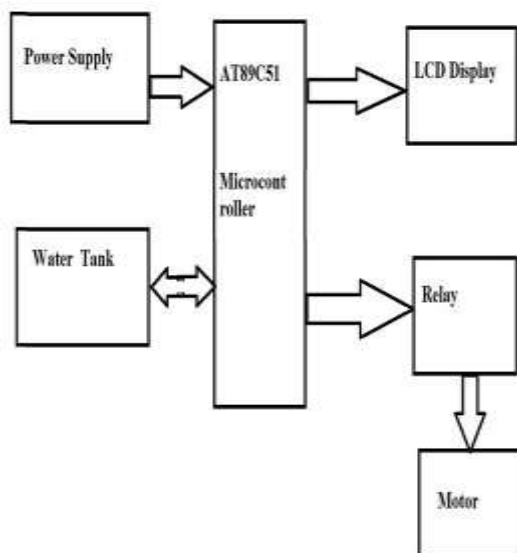 Power Supply
AT89C51
LCD Display
Microcont
roller
Water Tank
Relay
Motor